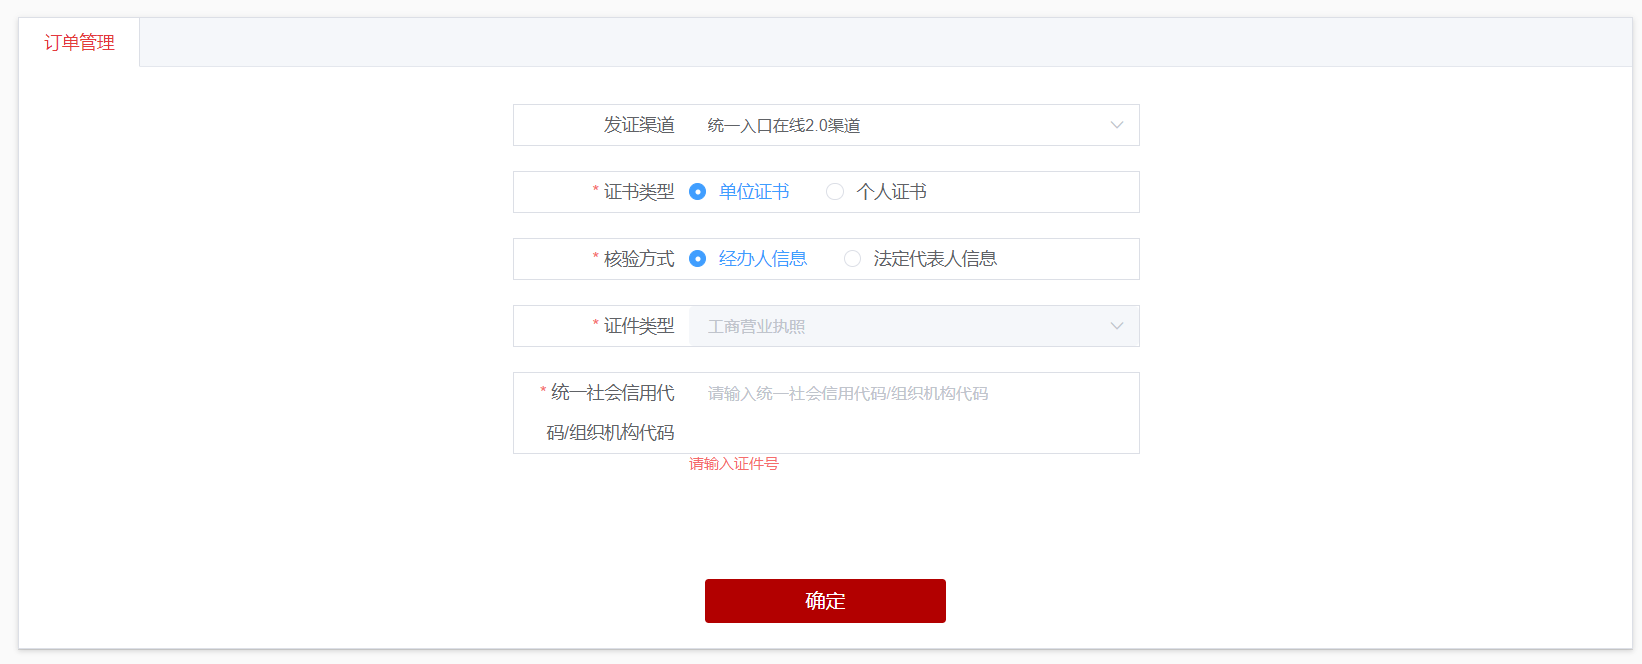 订单管理
发证渠道 统一入口在线2.0渠道
* 证书类型 单位证书 个人证书
* 核验方式 经办人信息 法定代表人信息
* 证件类型 工商营业执照
* 统一社会信用代 请输入统一社会信用代码/组织机构代码
码/组织机构代码
请输入证件号
确定